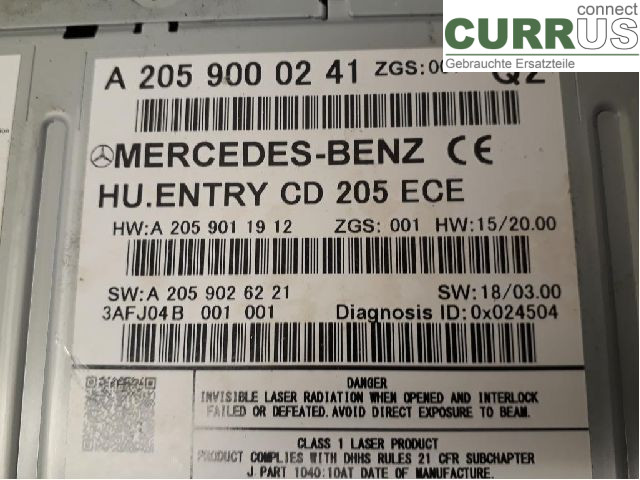 connect
CURRUS
Gebrauchte Ersatzteile
A 205 900 02 41 ZGS:001 Q2
MERCEDES-BENZ CE
HU.ENTRY CD 205 ECE
HW:A 205 901 19 12 ZGS: 001 HW:15/20.00
SW:A 205 902 62 21 SW:18/03.00
3AFJ04B 001 001 Diagnosis ID:0x024504
DANGER
INVISIBLE LASER RADIATION WHEN OPENED AND INTERLOCK
FAILED OR DEFEATED.AVOID DIRECT EXPOSURE TO BEAM.
CLASS 1 LASER PRODUCT
PRODUCT COMPLIES WITH DHHS RULES 21 CFR SUBCHAPTER
J PART 1040:10AT DATE OF MANUFACTURE.